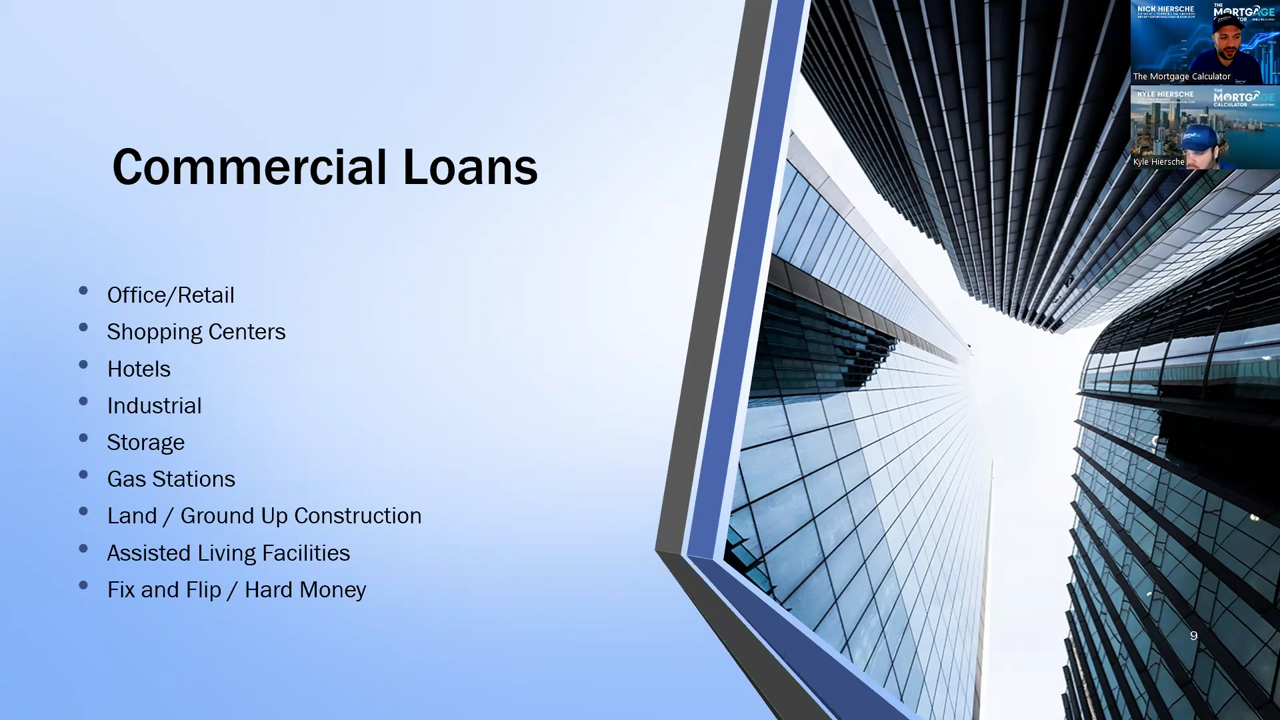 Commercial Loans
Office/Retail
Shopping Centers
Hotels
Industrial
Storage
Gas Stations
Land / Ground Up Construction
Assisted Living Facilities
Fix and Flip / Hard Money
9
NICK HIERSCHE
THE
MORTGAGE
The Mortgage Calculator
KYLE HIERSCHE
THE
MORTGAGE
CALCULATOR
Kyle Hiersche